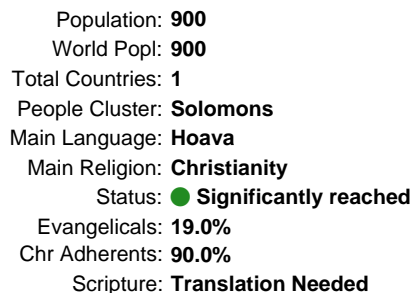 Population: 900
World Popl: 900
Total Countries: 1
People Cluster: Solomons
Main Language: Hoava
Main Religion: Christianity
Status: Significantly reached
Evangelicals: 19.0%
Chr Adherents: 90.0%
Scripture: Translation Needed